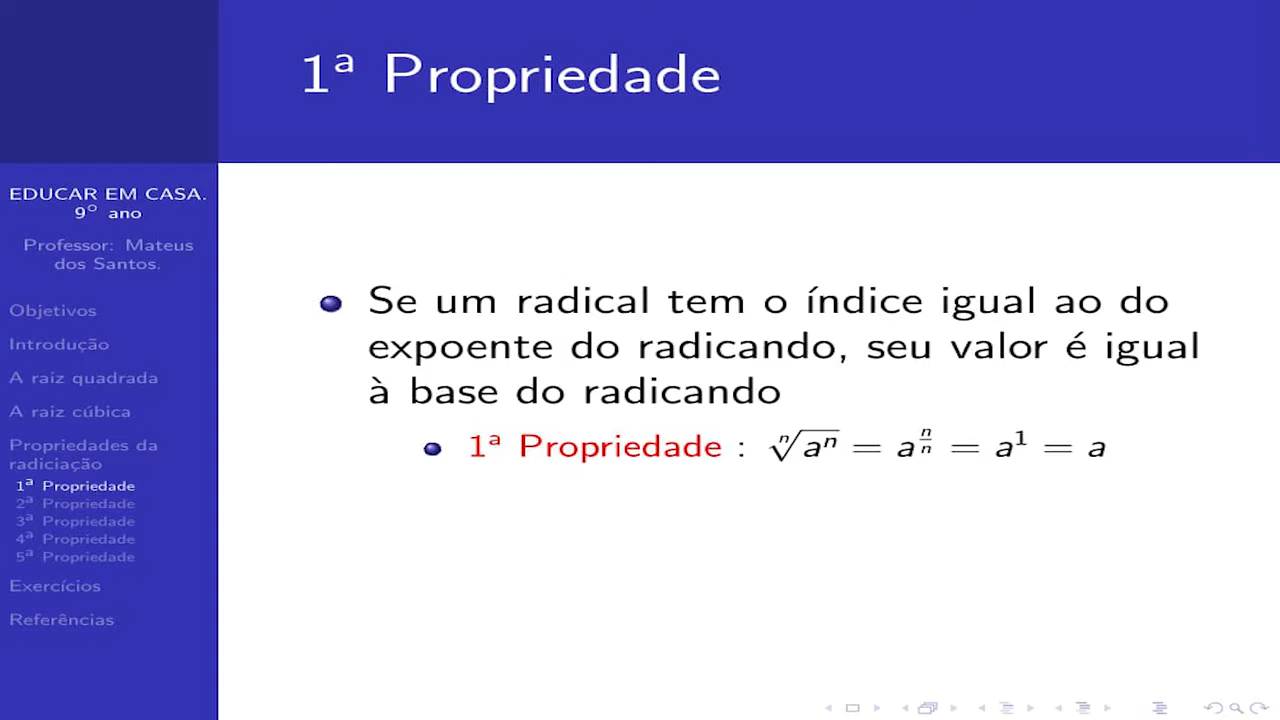 1ª Propriedade
EDUCAR EM CASA.
9º ano
Professor: Mateus
dos Santos.
Objetivos
Introdução
A raiz quadrada
A raiz cúbica
Propriedades da
radiciação
1ª Propriedade
2ª Propriedade
3ª Propriedade
4ª Propriedade
5ª Propriedade
Exercícios
Referências
Se um radical tem o índice igual ao do
expoente do radicando, seu valor é igual
à base do radicando
1ª Propriedade : ⁿ√aⁿ = a^(n/n) = a¹ = a